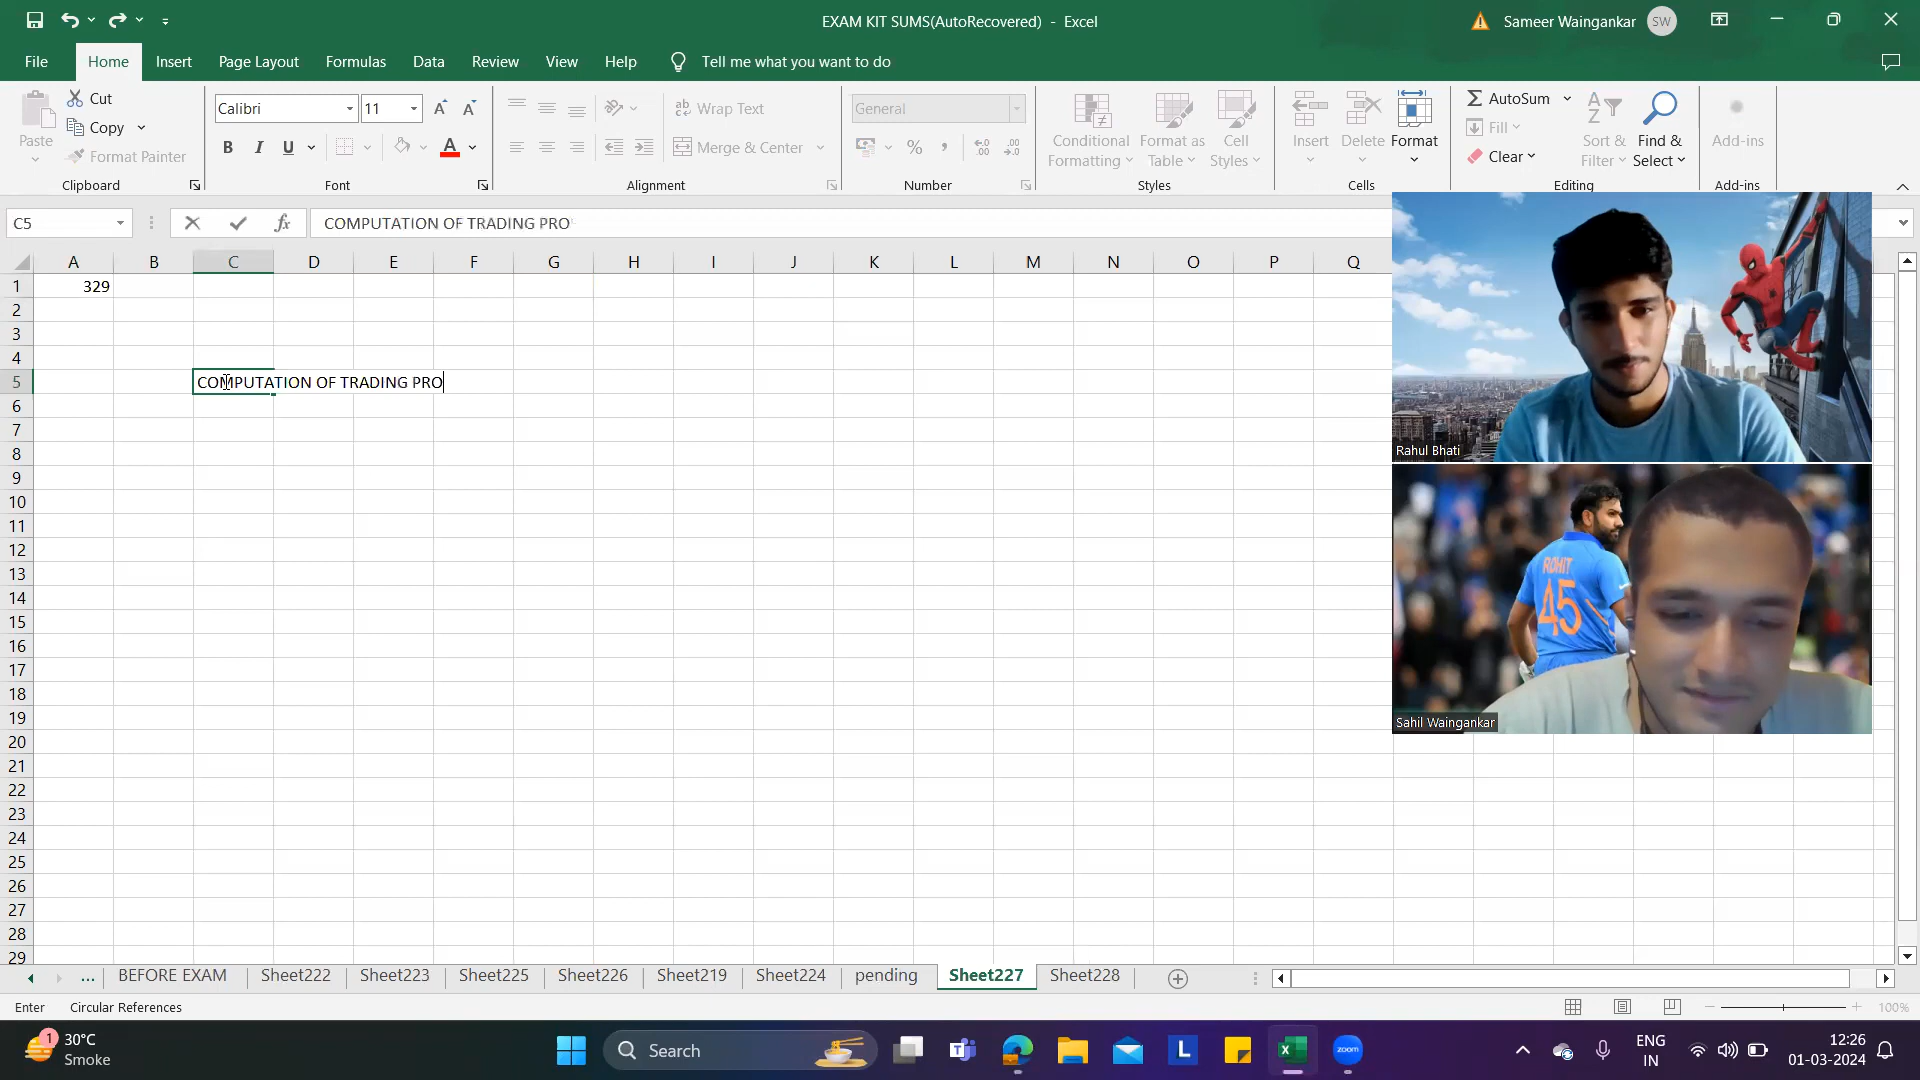 EXAM KIT SUMS(AutoRecovered) - Excel
Sameer Waingankar
SW
File
Home
Insert
Page Layout
Formulas
Data
Review
View
Help
Tell me what you want to do
Paste
Cut
Copy
Format Painter
Clipboard
Calibri
11
B I U
Font
Wrap Text
Merge & Center
Alignment
General
Number
Conditional Formatting
Format as Table
Cell Styles
Styles
Insert
Delete
Format
Cells
AutoSum
Fill
Clear
Sort & Filter
Find & Select
Editing
Add-ins
Add-ins
C5
fx
COMPUTATION OF TRADING PRO
A B C D E F G H I J K L M N O P Q
1 329
2
3
4
5 COMPUTATION OF TRADING PRO
6
7
8
9
10
11
12
13
14
15
16
17
18
19
20
21
22
23
24
25
26
27
28
29
Rahul Bhati
ROHIT
45
Sahil Waingankar
... BEFORE EXAM Sheet222 Sheet223 Sheet225 Sheet226 Sheet219 Sheet224 pending Sheet227 Sheet228
Enter
Circular References
100%
1
30°C
Smoke
Search
L
zoom
ENG
IN
12:26
01-03-2024